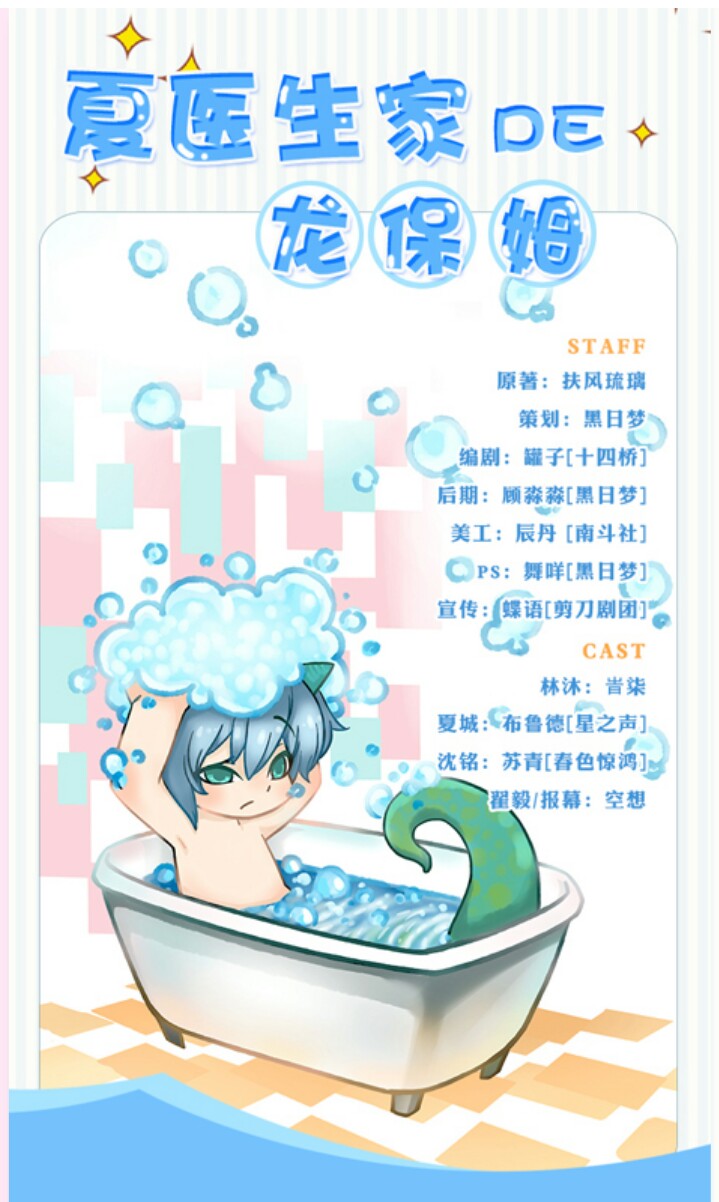 夏医生家DE
龙保姆
STAFF
原著：扶风琉璃
策划：黑日梦
编剧：罐子[十四桥]
后期：顾淼淼[黑日梦]
美工：辰丹 [南斗社]
PS：舞咩[黑日梦]
宣传：蝶语[剪刀剧团]
CAST
林沐：旹柒
夏城：布鲁德[星之声]
沈铭：苏青[春色惊鸿]
翟毅/报幕：空想